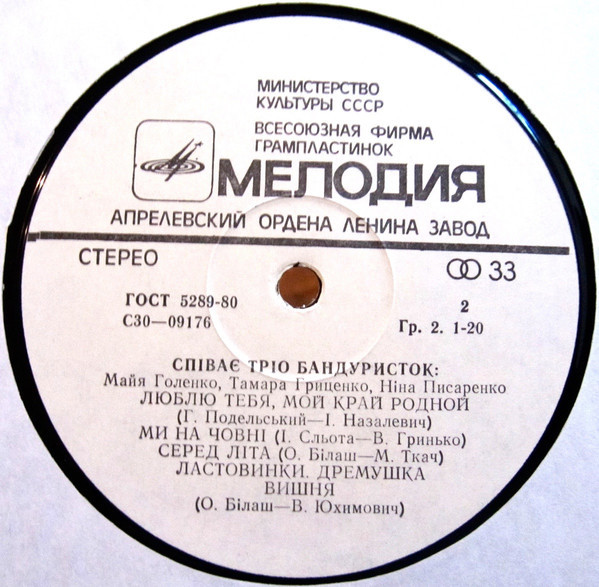 МИНИСТЕРСТВО
КУЛЬТУРЫ СССР
ВСЕСОЮЗНАЯ ФИРМА
ГРАМПЛАСТИНОК
МЕЛОДИЯ
АПРЕЛЕВСКИЙ ОРДЕНА ЛЕНИНА ЗАВОД
СТЕРЕО 33
ГОСТ 5289-80 2
С30—09176 Гр. 2. 1-20
СПІВАЄ ТРІО БАНДУРИСТОК:
Майя Голенко, Тамара Гриценко, Ніна Писаренко
ЛЮБЛЮ ТЕБЯ, МОЙ КРАЙ РОДНОЙ
(Г. Подельський—І. Назалевич)
МИ НА ЧОВНІ (І. Сльота—В. Гринько)
СЕРЕД ЛІТА (О. Білаш—М. Ткач)
ЛАСТОВИНКИ. ДРЕМУШКА
ВИШНЯ
(О. Білаш—В. Юхимович)